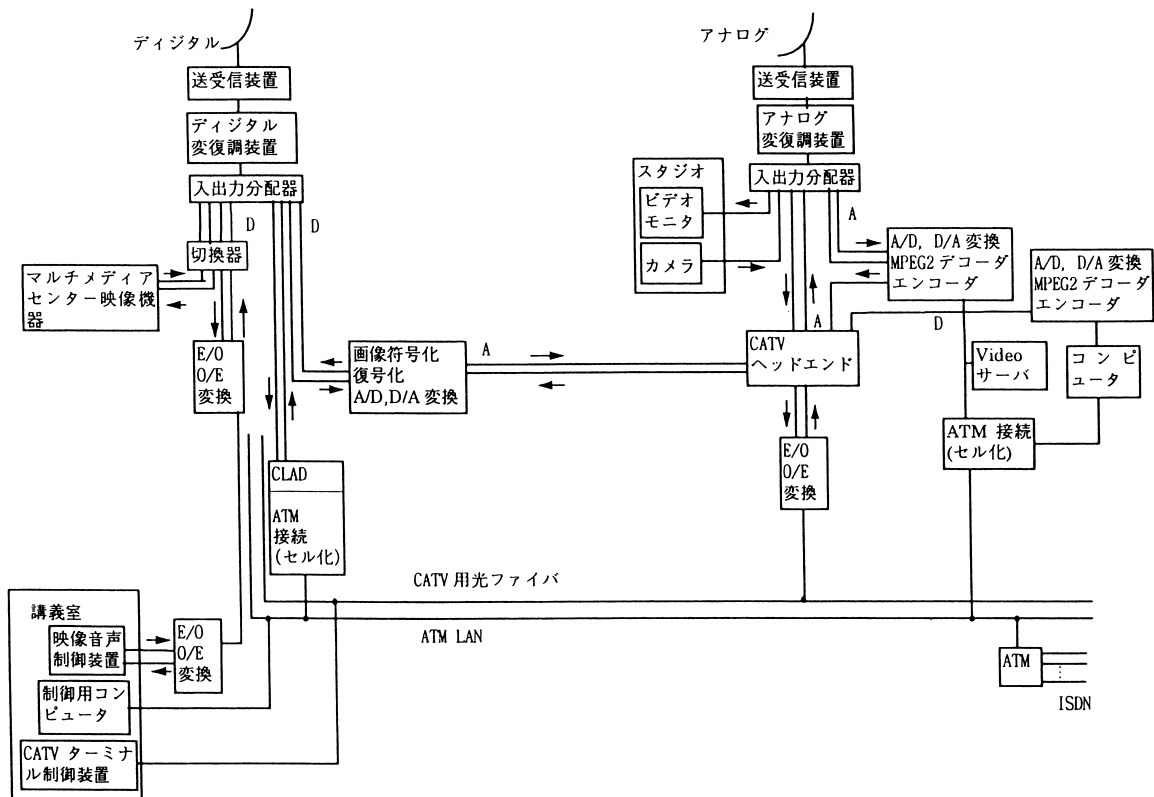 ディジタル
送受信装置
ディジタル
変復調装置
入出力分配器
D
D
切換器
マルチメディア
センター映像機
器
E/O
O/E
変換
画像符号化
復号化
A/D,D/A 変換
A
CLAD
ATM
接続
(セル化)
アナログ
送受信装置
アナログ
変復調装置
入出力分配器
スタジオ
ビデオ
モニタ
カメラ
A
A/D, D/A 変換
MPEG2 デコーダ
エンコーダ
A/D, D/A 変換
MPEG2 デコーダ
エンコーダ
A
D
CATV
ヘッドエンド
Video
サーバ
コンピ
ュータ
E/O
O/E
変換
ATM 接続
(セル化)
CATV 用光ファイバ
ATM LAN
講義室
映像音声
制御装置
E/O
O/E
変換
制御用コン
ピュータ
CATV ターミナ
ル制御装置
ATM
ISDN